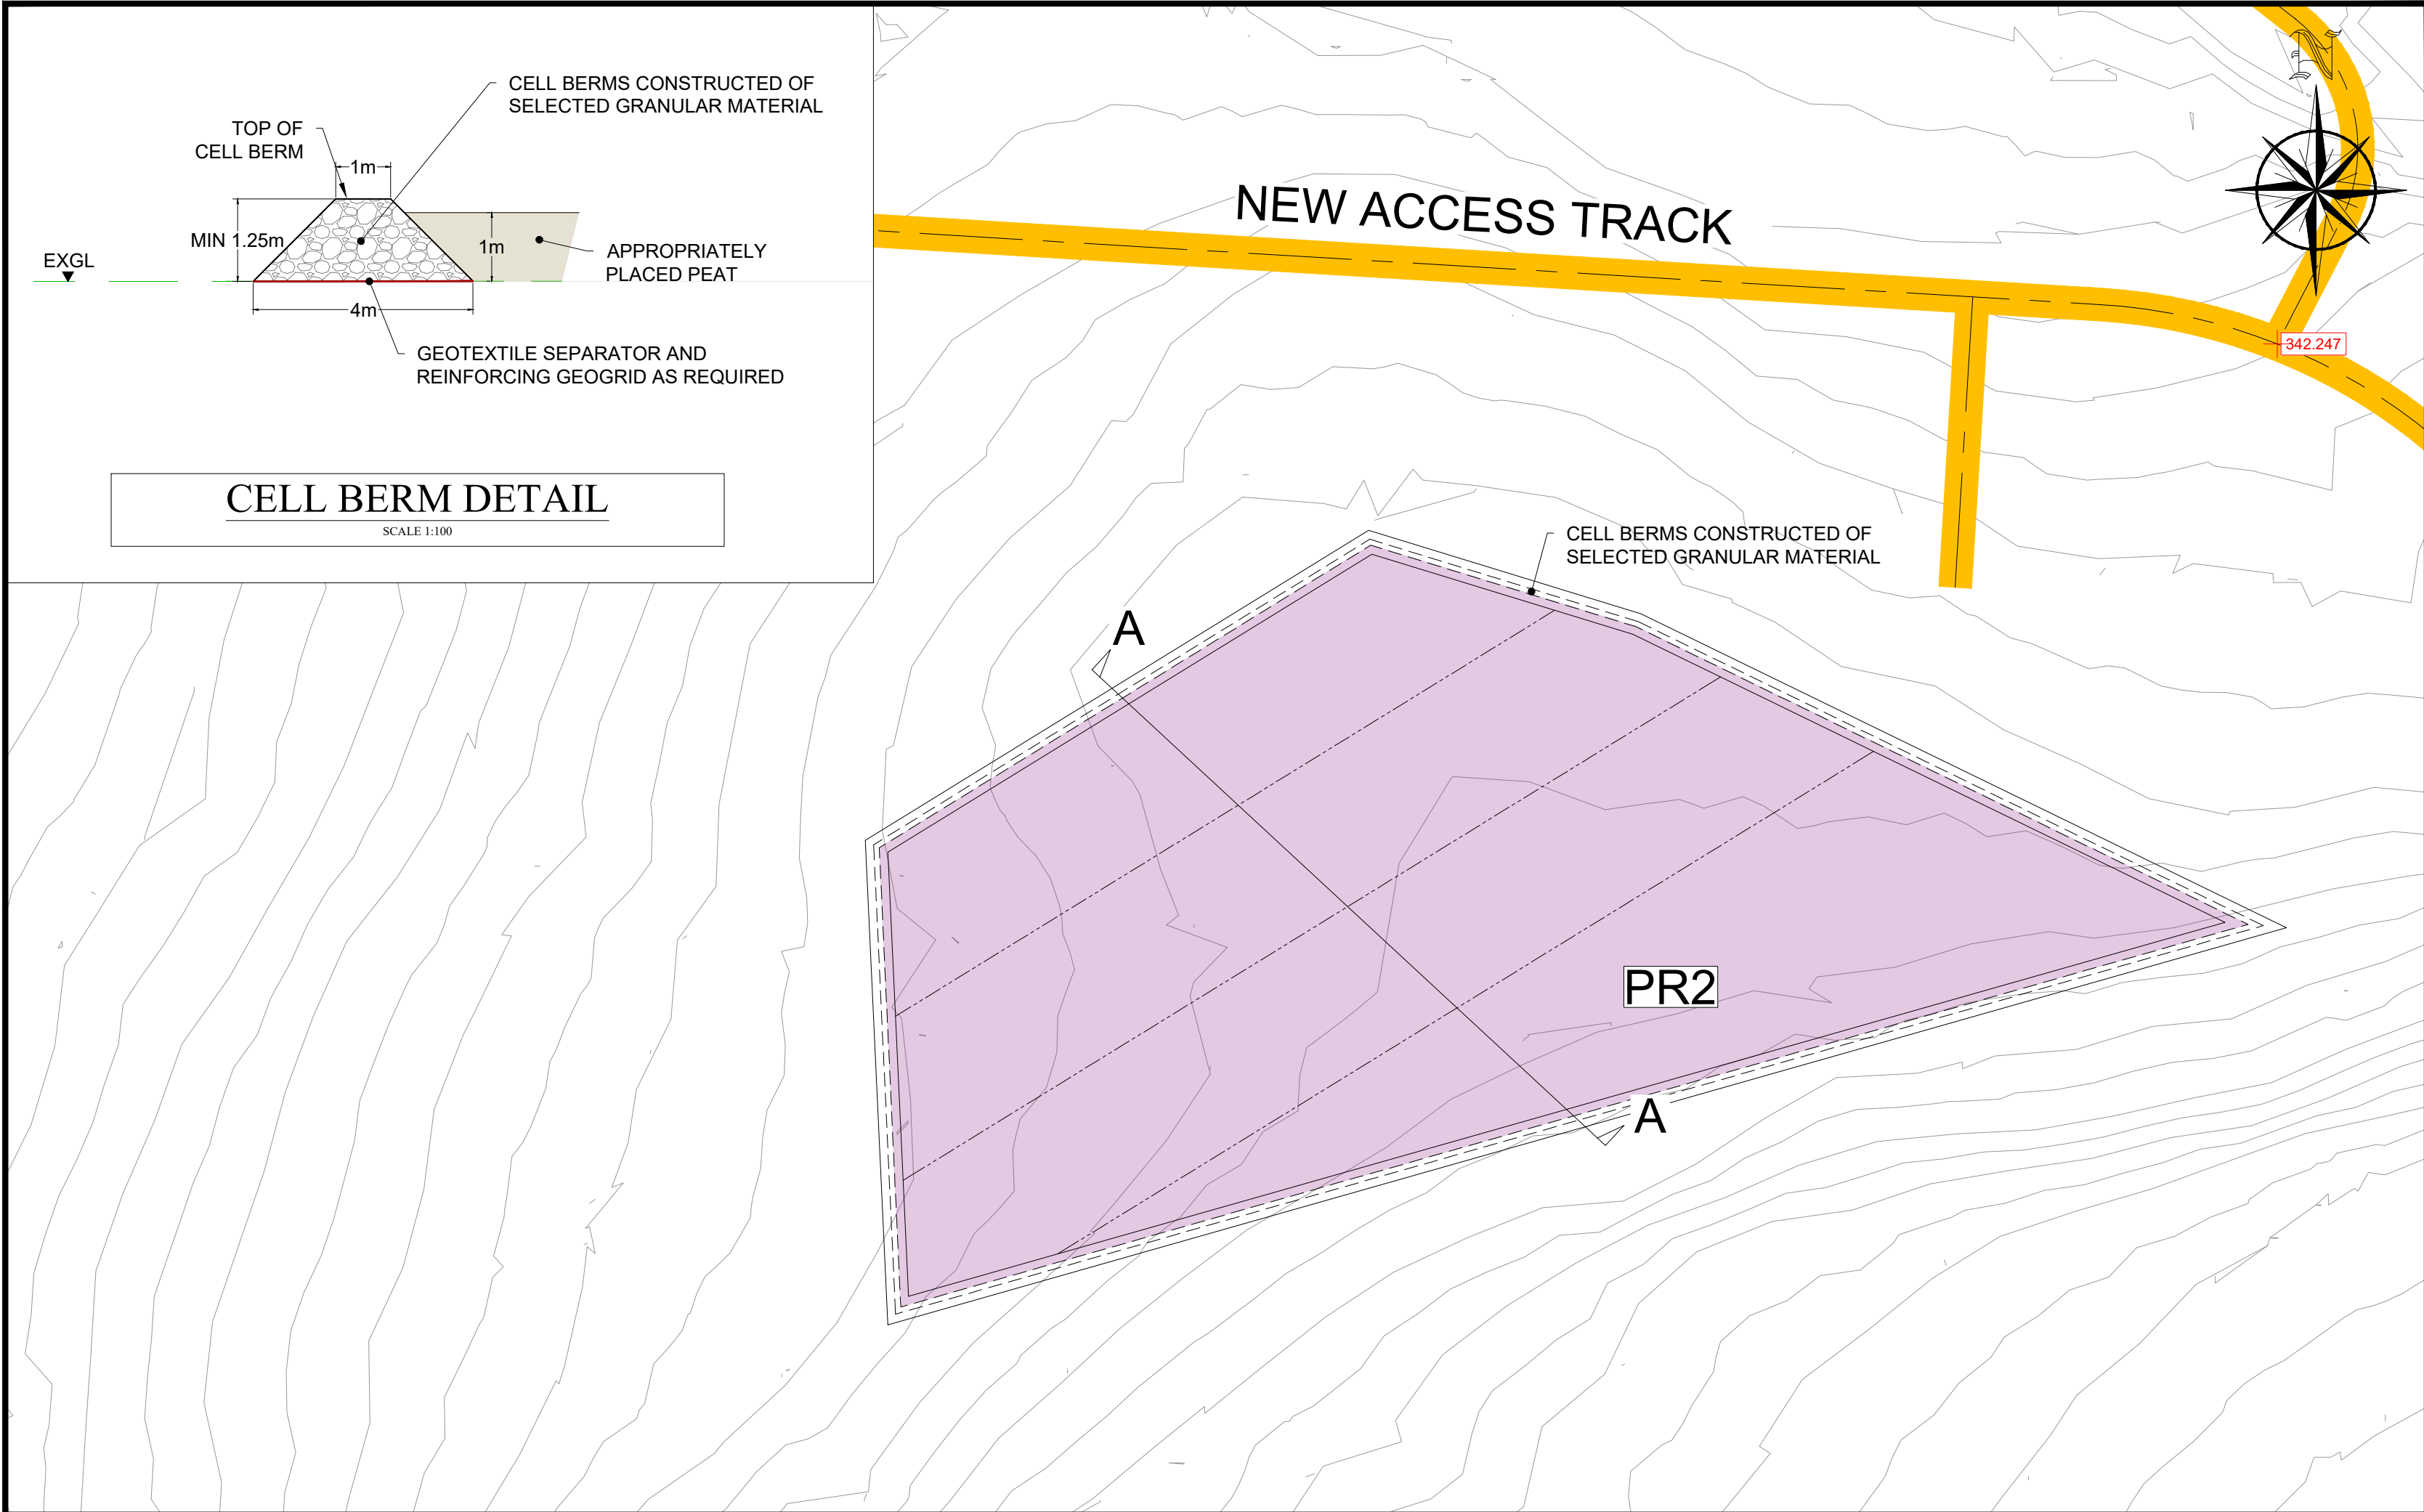 CELL BERMS CONSTRUCTED OF
SELECTED GRANULAR MATERIAL
TOP OF
CELL BERM
1m
MIN 1.25m
1m
EXGL
APPROPRIATELY
PLACED PEAT
4m
GEOTEXTILE SEPARATOR AND
REINFORCING GEOGRID AS REQUIRED
CELL BERM DETAIL
SCALE 1:100
N
NEW ACCESS TRACK
342.247
CELL BERMS CONSTRUCTED OF
SELECTED GRANULAR MATERIAL
A
PR2
A